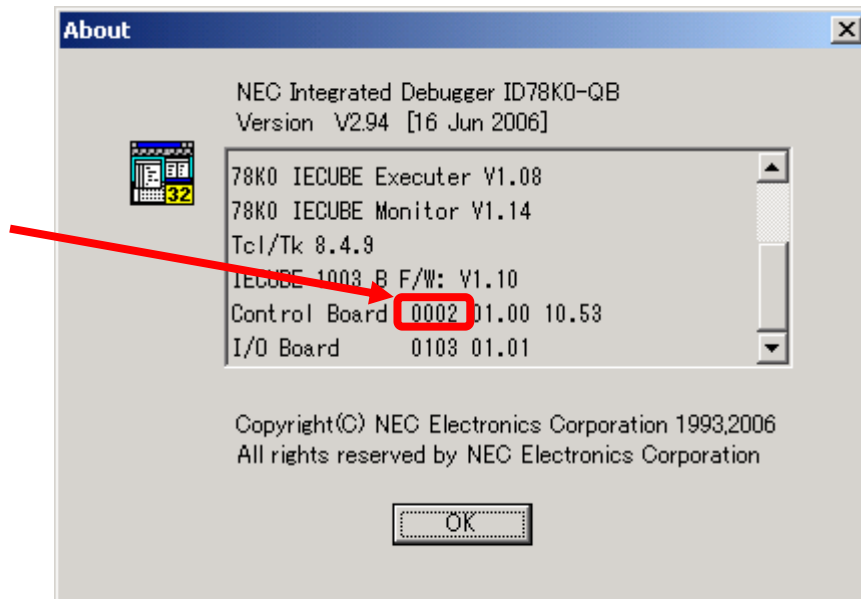 About
NEC Integrated Debugger ID78K0-QB
Version V2.94 [16 Jun 2006]
32
78K0 IECUBE Executer V1.08
78K0 IECUBE Monitor V1.14
Tcl/Tk 8.4.9
IECUBE 1003 B F/W: V1.10
Control Board 0002 01.00 10.53
I/O Board 0103 01.01
Copyright(C) NEC Electronics Corporation 1993,2006
All rights reserved by NEC Electronics Corporation
OK